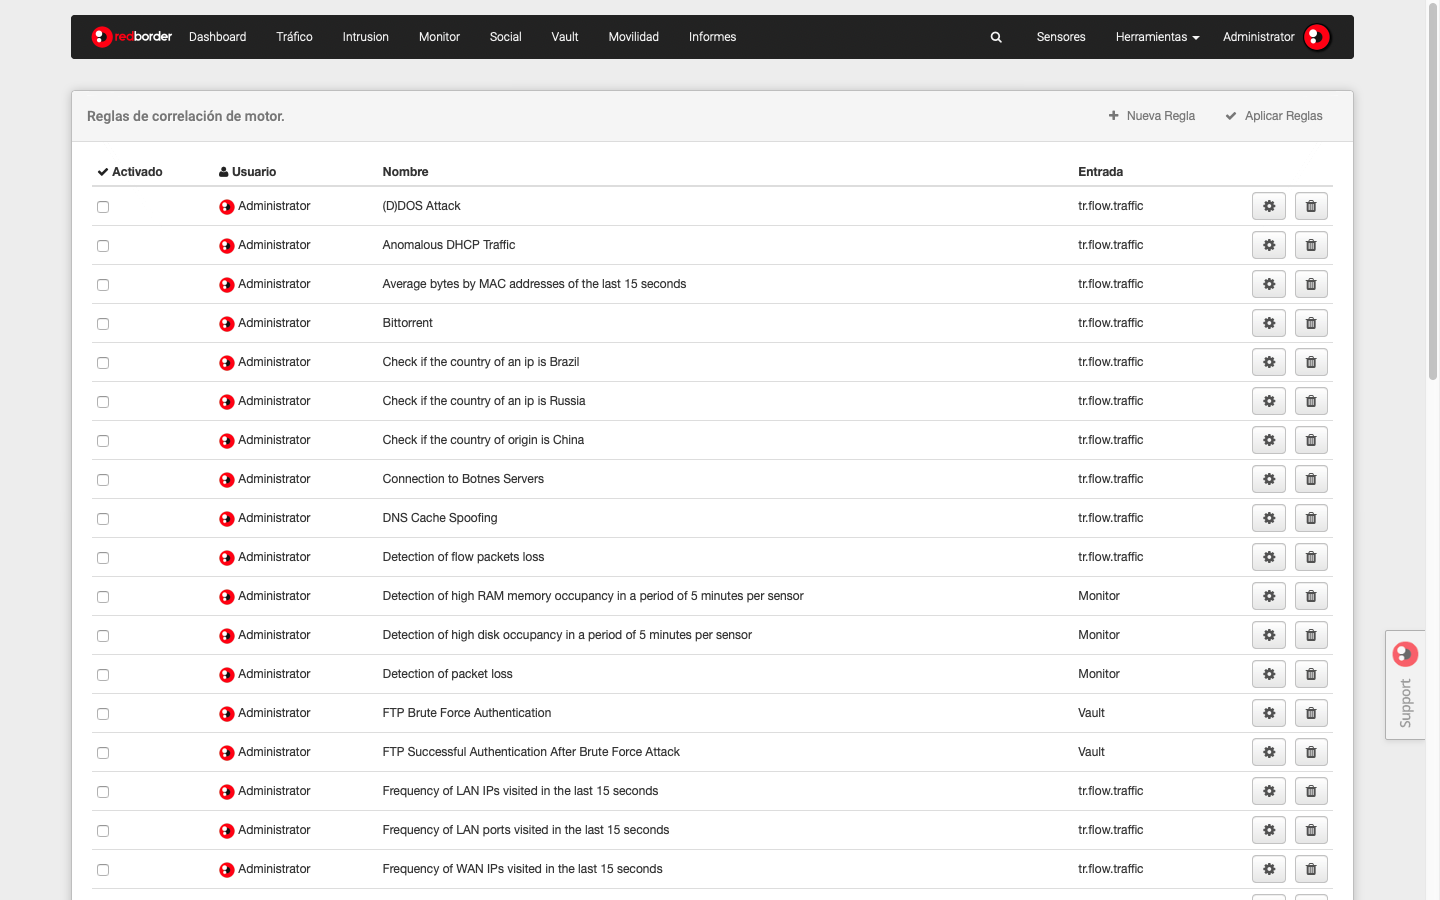 redborder Dashboard Tráfico Intrusion Monitor Social Vault Movilidad Informes Sensores Herramientas Administrator
Reglas de correlación de motor. Nueva Regla Aplicar Reglas
Activado Usuario Nombre Entrada
Administrator (D)DOS Attack tr.flow.traffic
Administrator Anomalous DHCP Traffic tr.flow.traffic
Administrator Average bytes by MAC addresses of the last 15 seconds tr.flow.traffic
Administrator Bittorrent tr.flow.traffic
Administrator Check if the country of an ip is Brazil tr.flow.traffic
Administrator Check if the country of an ip is Russia tr.flow.traffic
Administrator Check if the country of origin is China tr.flow.traffic
Administrator Connection to Botnes Servers tr.flow.traffic
Administrator DNS Cache Spoofing tr.flow.traffic
Administrator Detection of flow packets loss tr.flow.traffic
Administrator Detection of high RAM memory occupancy in a period of 5 minutes per sensor Monitor
Administrator Detection of high disk occupancy in a period of 5 minutes per sensor Monitor
Administrator Detection of packet loss Monitor
Administrator FTP Brute Force Authentication Vault
Administrator FTP Successful Authentication After Brute Force Attack Vault
Administrator Frequency of LAN IPs visited in the last 15 seconds tr.flow.traffic
Administrator Frequency of LAN ports visited in the last 15 seconds tr.flow.traffic
Administrator Frequency of WAN IPs visited in the last 15 seconds tr.flow.traffic
Support